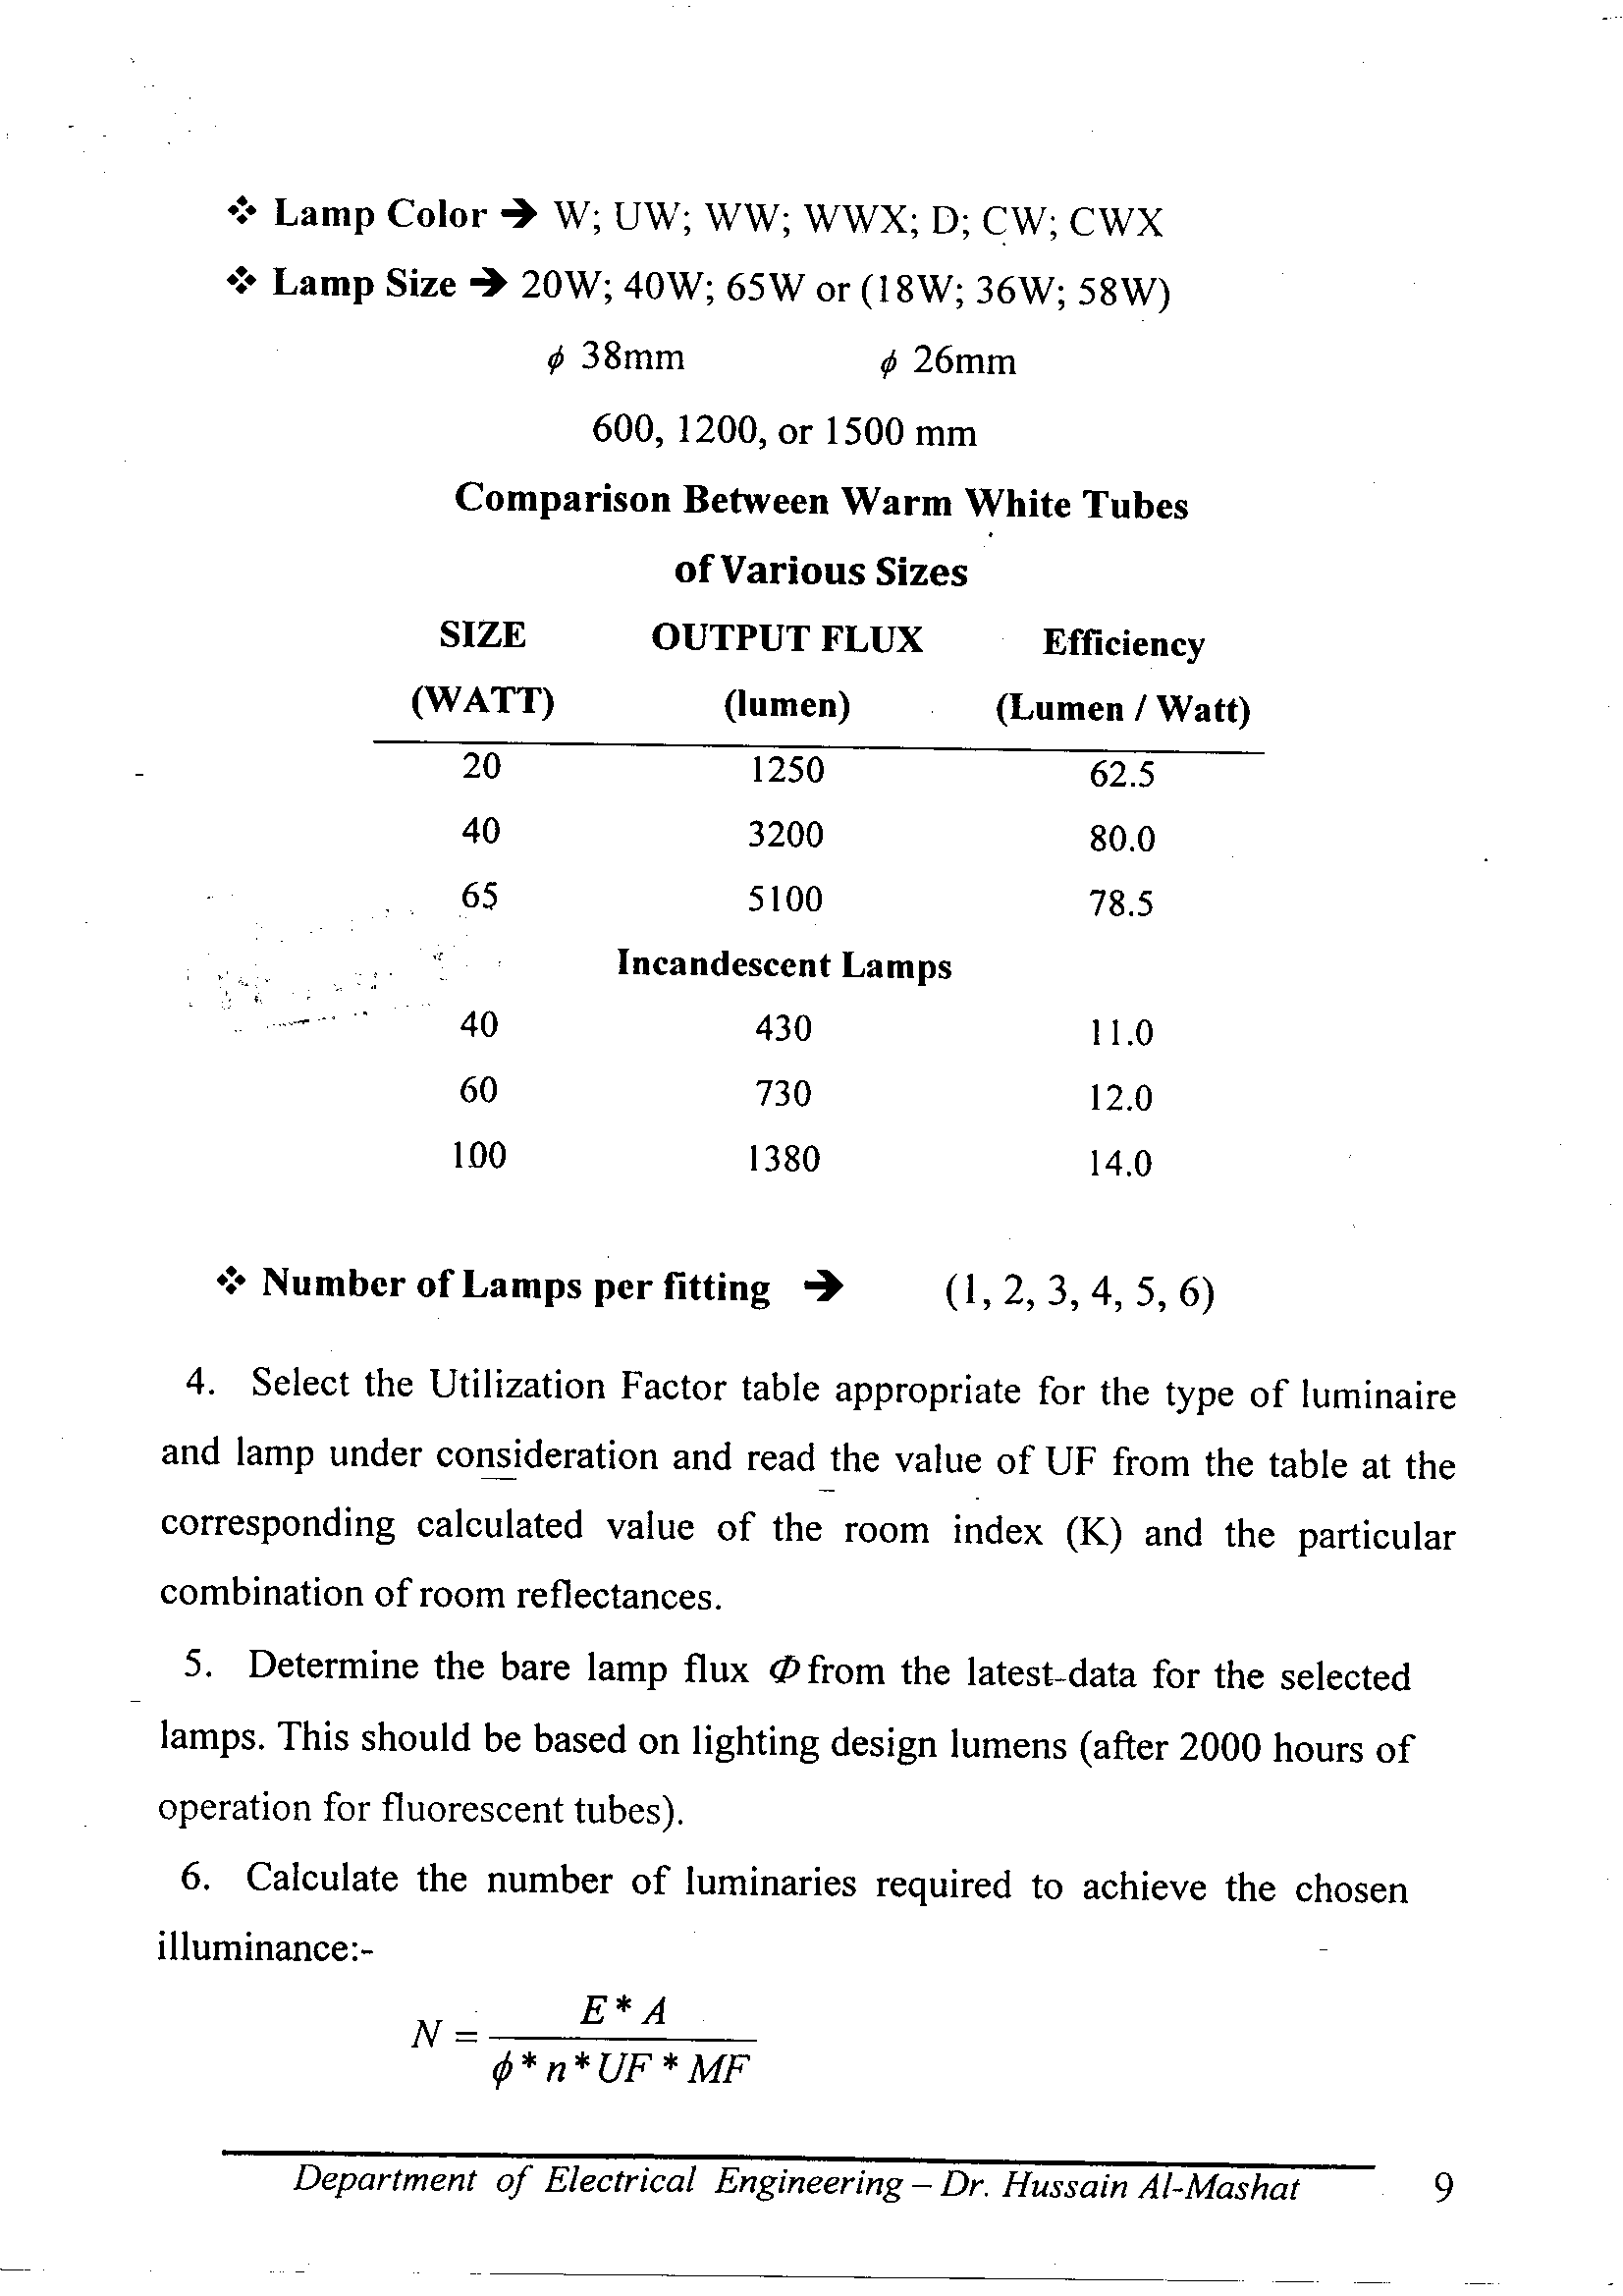 ❖ Lamp Color ➔ W; UW; WW; WWX; D; CW; CWX
❖ Lamp Size ➔ 20W; 40W; 65W or (18W; 36W; 58W)
ϕ 38mm ϕ 26mm
600, 1200, or 1500 mm
Comparison Between Warm White Tubes
of Various Sizes
SIZE OUTPUT FLUX Efficiency
(WATT) (lumen) (Lumen / Watt)
20 1250 62.5
40 3200 80.0
65 5100 78.5
Incandescent Lamps
40 430 11.0
60 730 12.0
100 1380 14.0
❖ Number of Lamps per fitting ➔ (1, 2, 3, 4, 5, 6)
4. Select the Utilization Factor table appropriate for the type of luminaire
and lamp under consideration and read the value of UF from the table at the
corresponding calculated value of the room index (K) and the particular
combination of room reflectances.
5. Determine the bare lamp flux Φ from the latest-data for the selected
lamps. This should be based on lighting design lumens (after 2000 hours of
operation for fluorescent tubes).
6. Calculate the number of luminaries required to achieve the chosen
illuminance:-
E * A
N =
ϕ * n * UF * MF
Department of Electrical Engineering – Dr. Hussain Al-Mashat 9